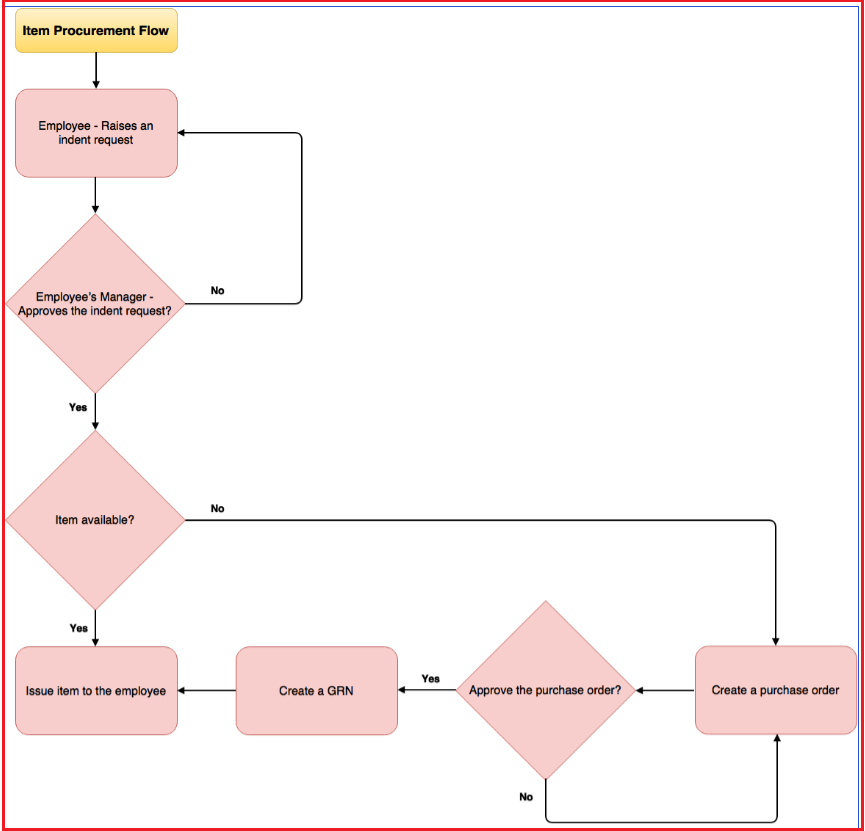 Item Procurement Flow
Employee - Raises an
indent request
No
Employee's Manager -
Approves the indent request?
Yes
No
Item available?
Yes
Issue item to the employee
Create a GRN
Yes
Approve the purchase order?
Create a purchase order
No